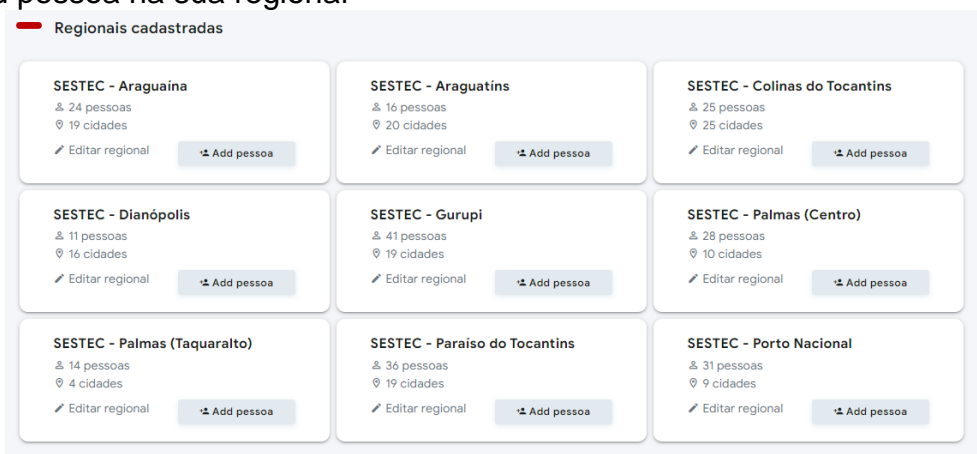 pessoa na sua regional
Regionais cadastradas
SESTEC - Araguaína
24 pessoas
19 cidades
Editar regional
Add pessoa
SESTEC - Araguatins
16 pessoas
20 cidades
Editar regional
Add pessoa
SESTEC - Colinas do Tocantins
25 pessoas
25 cidades
Editar regional
Add pessoa
SESTEC - Dianópolis
11 pessoas
16 cidades
Editar regional
Add pessoa
SESTEC - Gurupi
41 pessoas
19 cidades
Editar regional
Add pessoa
SESTEC - Palmas (Centro)
28 pessoas
10 cidades
Editar regional
Add pessoa
SESTEC - Palmas (Taquaralto)
14 pessoas
4 cidades
Editar regional
Add pessoa
SESTEC - Paraíso do Tocantins
36 pessoas
19 cidades
Editar regional
Add pessoa
SESTEC - Porto Nacional
31 pessoas
9 cidades
Editar regional
Add pessoa